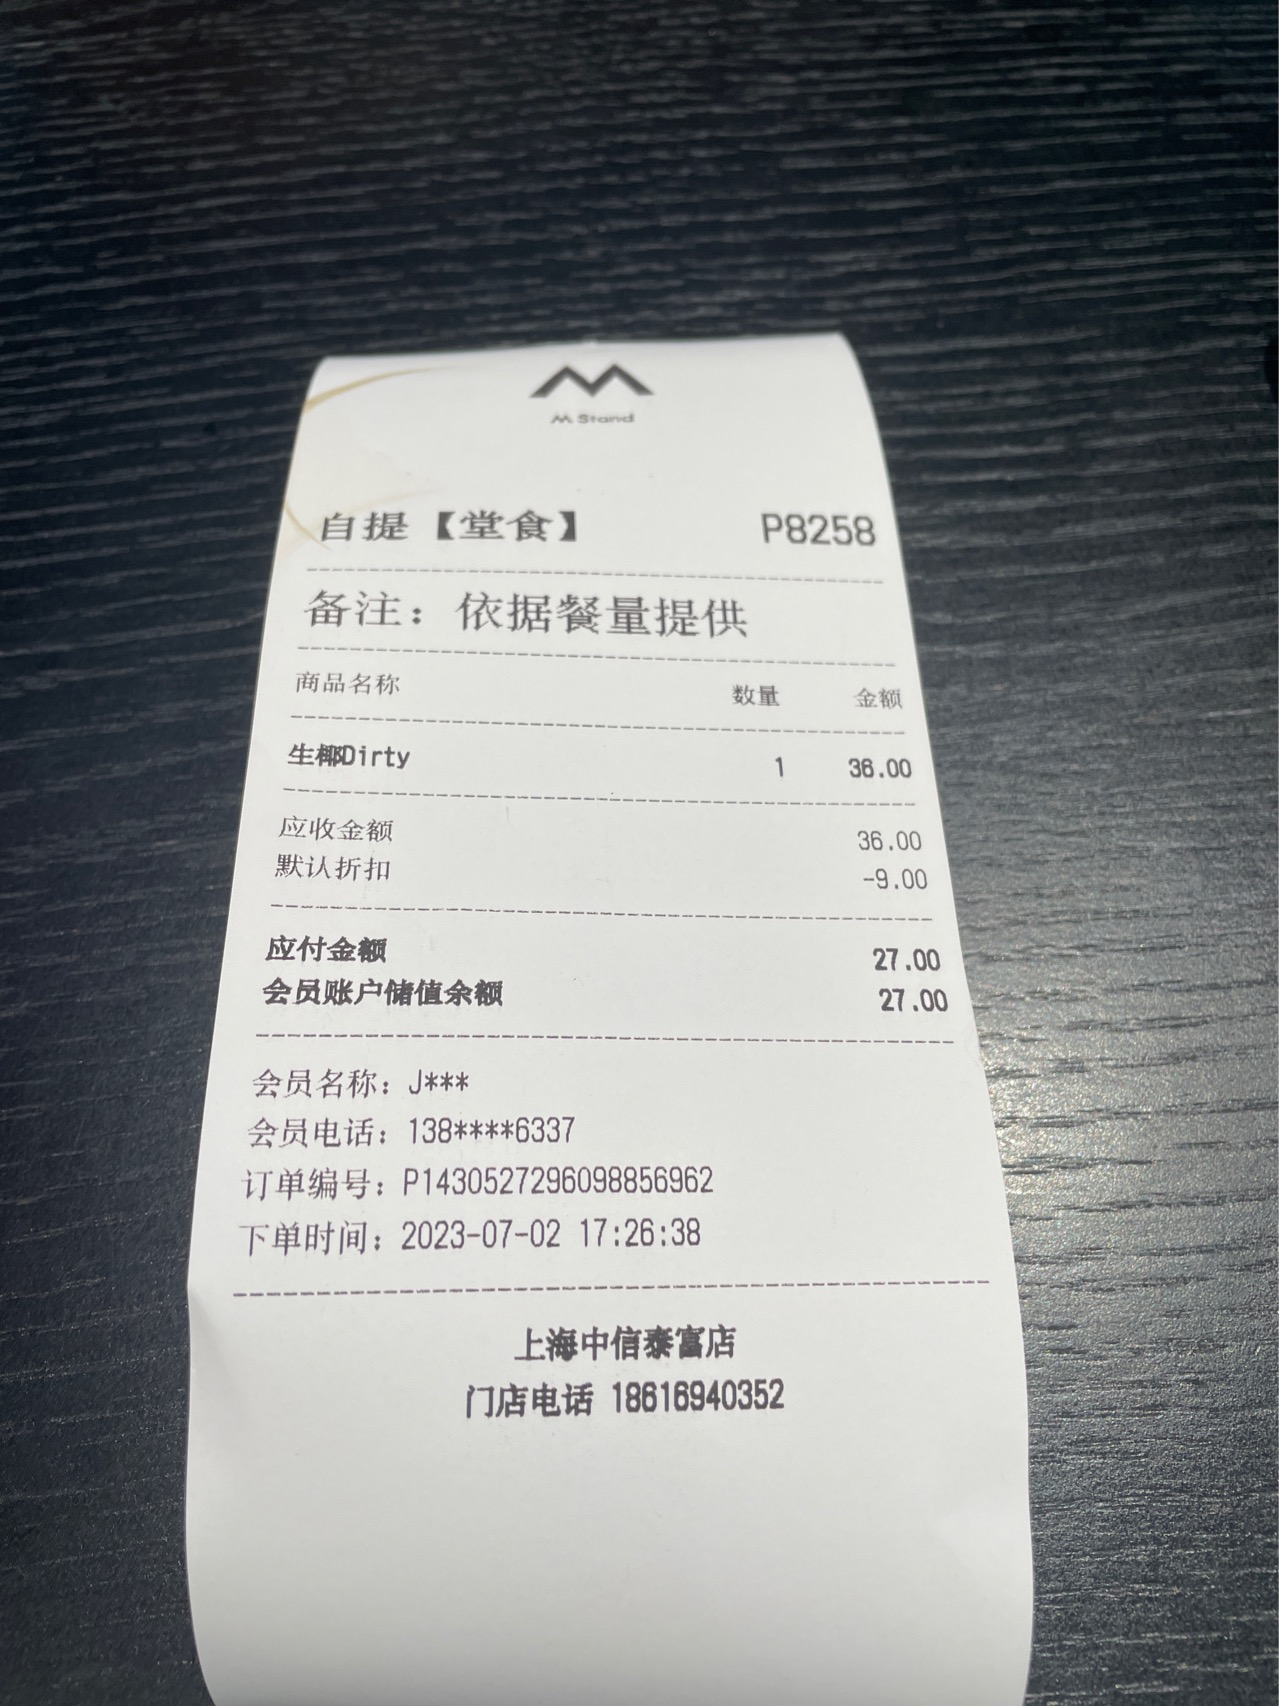 M Stand
自提【堂食】 P8258
备注：依据餐量提供
商品名称 数量 金额
生椰Dirty 1 36.00
应收金额 36.00
默认折扣 -9.00
应付金额 27.00
会员账户储值余额 27.00
会员名称：J***
会员电话：138****6337
订单编号：P1430527296098856962
下单时间：2023-07-02 17:26:38
上海中信泰富店
门店电话 18616940352